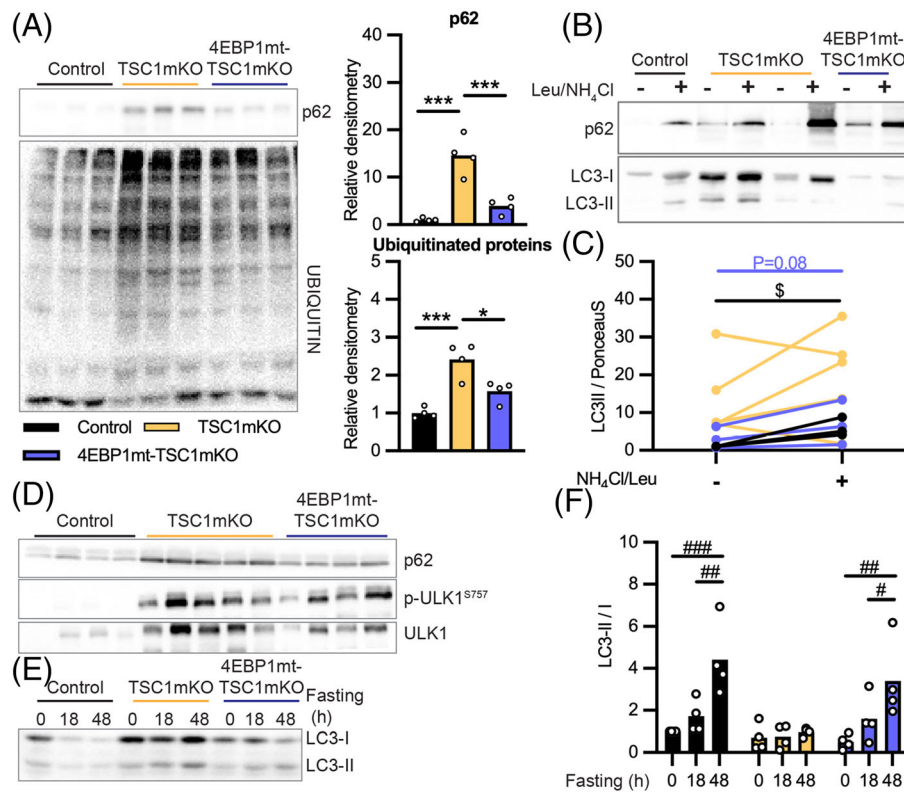 (A)
Control
TSC1mKO
4EBP1mt-
TSC1mKO
p62
UBIQUITIN
p62
Relative densitometry
40
30
20
10
0
***
***
Ubiquitinated proteins
Relative densitometry
5
4
3
2
1
0
***
*
Control
TSC1mKO
4EBP1mt-TSC1mKO
(B)
Control
TSC1mKO
4EBP1mt-
TSC1mKO
Leu/NH₄Cl
- + - + - + - +
p62
LC3-I
LC3-II
(C)
P=0.08
$
LC3II / PonceauS
50
40
30
20
10
0
NH₄Cl/Leu
- +
(D)
Control
TSC1mKO
4EBP1mt-
TSC1mKO
p62
p-ULK1ˢ⁷⁵⁷
ULK1
(E)
Control
TSC1mKO
4EBP1mt-
TSC1mKO
Fasting
(h)
0 18 48 0 18 48 0 18 48
LC3-I
LC3-II
(F)
LC3-II / I
10
8
6
4
2
0
###
##
##
#
Fasting (h) 0 18 48 0 18 48 0 18 48